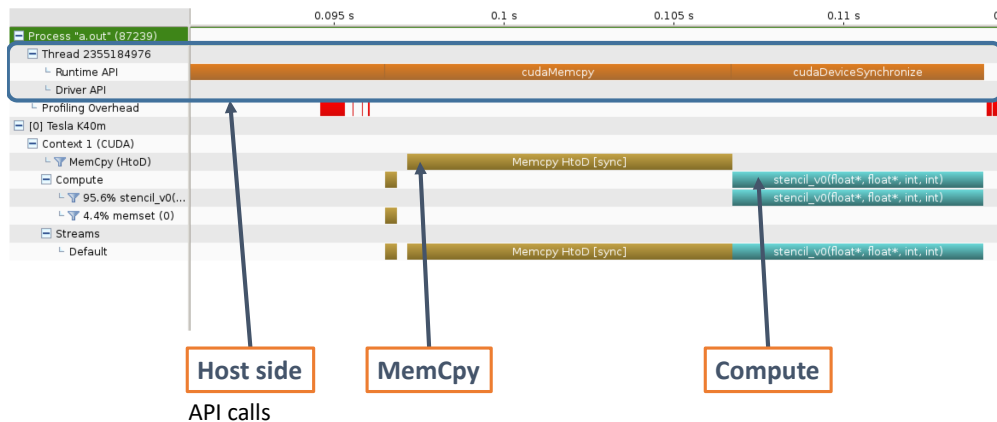 0.095 s 0.1 s 0.105 s 0.11 s
Process "a.out" (87239)
Thread 2355184976
Runtime API cudaMemcpy cudaDeviceSynchronize
Driver API
Profiling Overhead
[0] Tesla K40m
Context 1 (CUDA)
MemCpy (HtoD) Memcpy HtoD [sync]
Compute stencil_v0(float*, float*, int, int)
95.6% stencil_v0(... stencil_v0(float*, float*, int, int)
4.4% memset (0)
Streams
Default Memcpy HtoD [sync] stencil_v0(float*, float*, int, int)
Host side MemCpy Compute
API calls